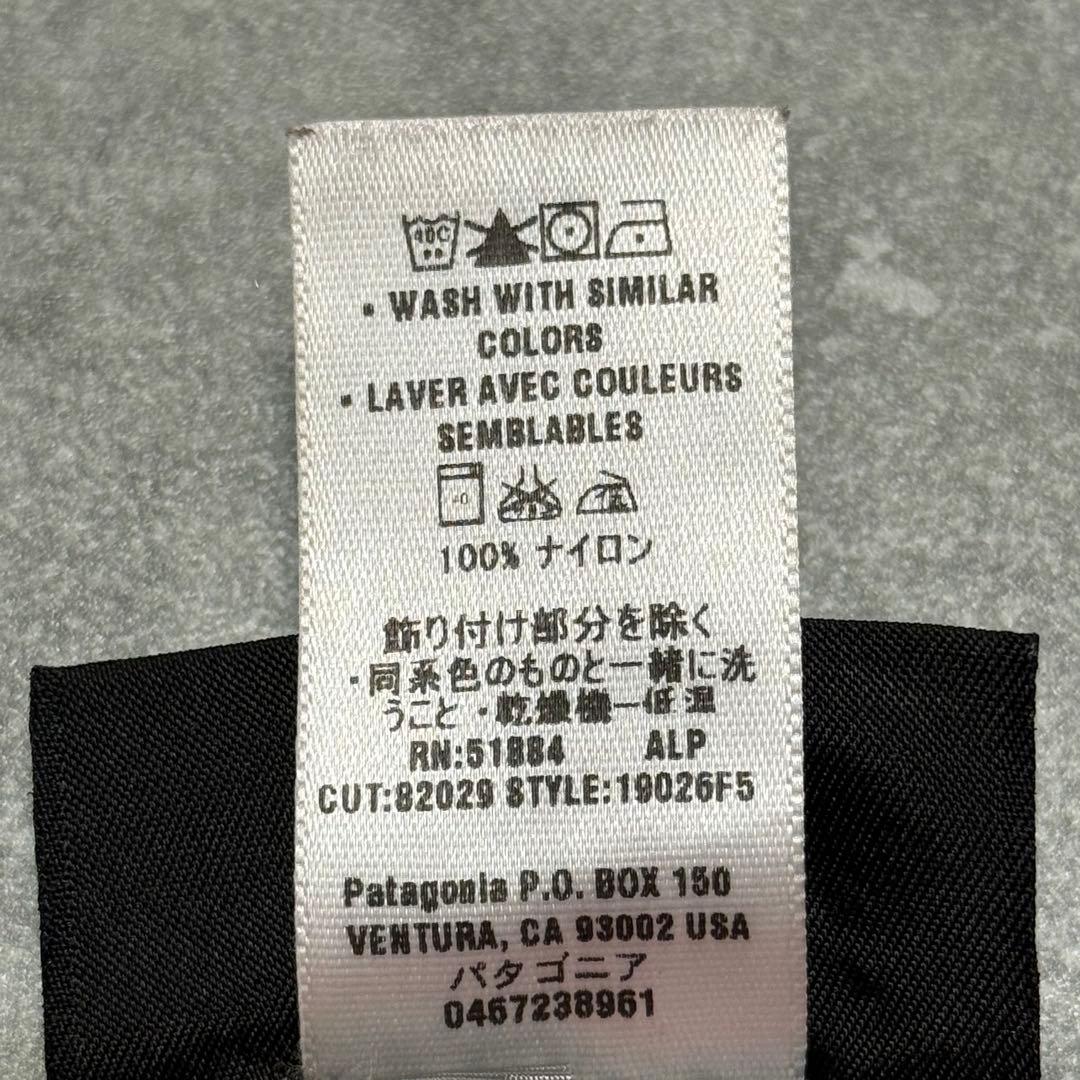 40C
• WASH WITH SIMILAR
COLORS
• LAVER AVEC COULEURS
SEMBLABLES
40
100% ナイロン
飾り付け部分を除く
・同系色のものと一緒に洗
うこと・乾燥機ー低温
RN:51884 ALP
CUT:82029 STYLE:19026F5
Patagonia P.O. BOX 150
VENTURA, CA 93002 USA
パタゴニア
0467238961